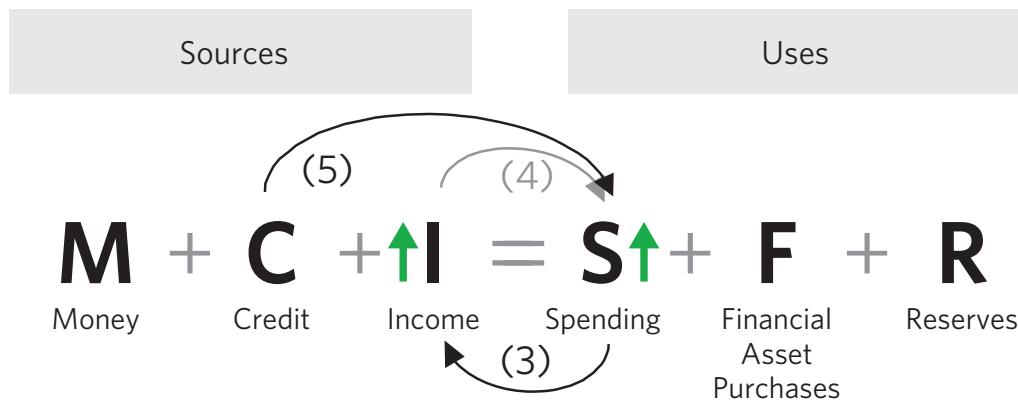 Sources Uses
(5) (4)
M + C + I = S + F + R
Money Credit Income Spending Financial Asset Purchases Reserves
(3)